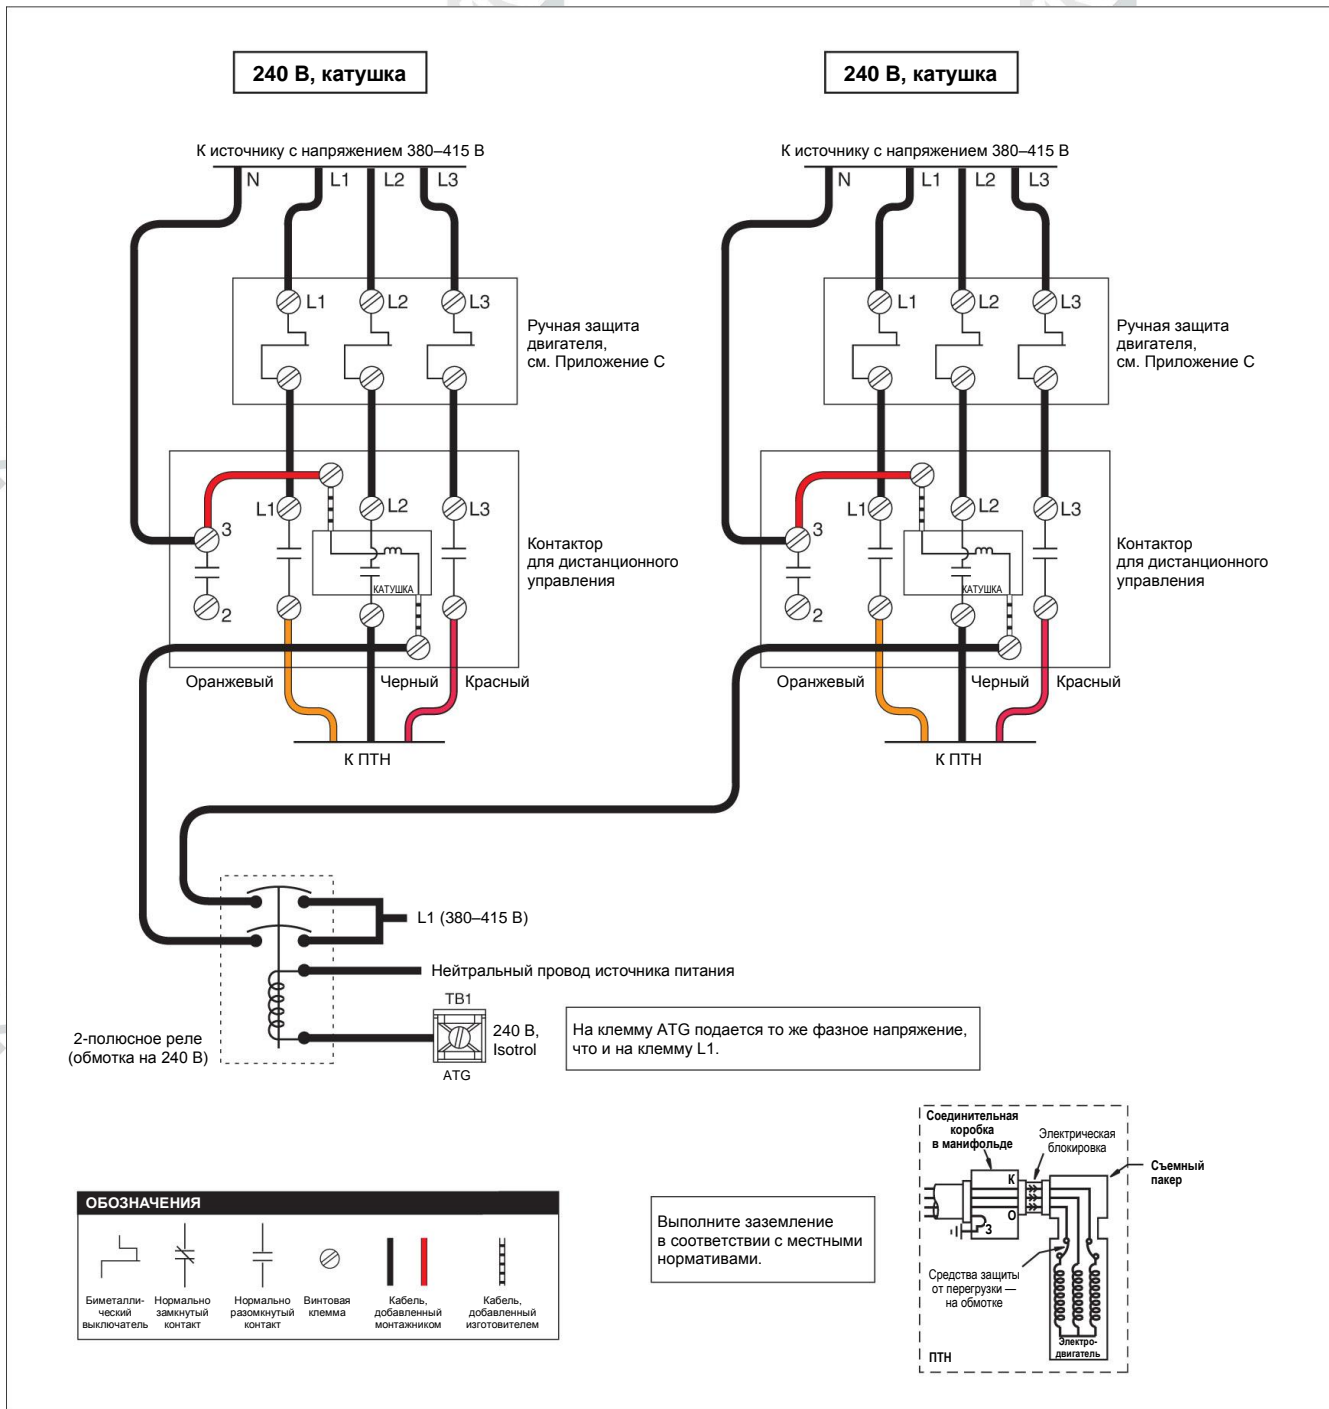 240 В, катушка
К источнику с напряжением 380–415 В
N L1 L2 L3
L1 L2 L3
Ручная защита
двигателя,
см. Приложение С
3 L1 L2 L3
Контактор
для дистанционного
управления
КАТУШКА
2
Оранжевый Черный Красный
К ПТН
240 В, катушка
К источнику с напряжением 380–415 В
N L1 L2 L3
L1 L2 L3
Ручная защита
двигателя,
см. Приложение С
3 L1 L2 L3
Контактор
для дистанционного
управления
КАТУШКА
2
Оранжевый Черный Красный
К ПТН
L1 (380–415 В)
Нейтральный провод источника питания
2-полюсное реле
(обмотка на 240 В)
TB1
240 В,
Isotrol
ATG
На клемму ATG подается то же фазное напряжение,
что и на клемму L1.
ОБОЗНАЧЕНИЯ
Биметалли-
ческий
выключатель
Нормально
замкнутый
контакт
Нормально
разомкнутый
контакт
Винтовая
клемма
Кабель,
добавленный
монтажником
Кабель,
добавленный
изготовителем
Выполните заземление
в соответствии с местными
нормативами.
Соединительная
коробка
в манифольде
Электрическая
блокировка
Съемный
пакер
К
О
З
Средства защиты
от перегрузки —
на обмотке
Электро-
двигатель
ПТН